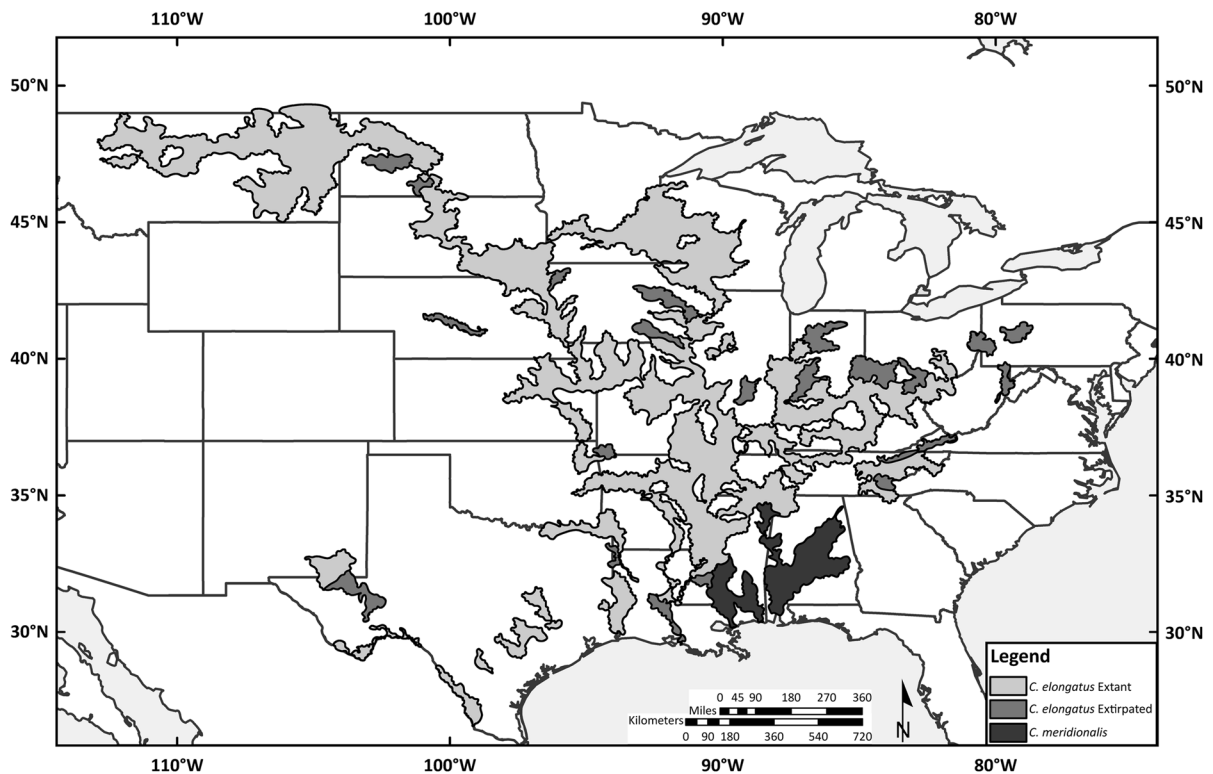 110°W 100°W 90°W 80°W
50°N 50°N
45°N 45°N
40°N 40°N
35°N 35°N
30°N 30°N
Legend
C. elongatus Extant
C. elongatus Extirpated
C. meridionalis
0 45 90 180 270 360
Miles
Kilometers
0 90 180 360 540 720
N
110°W 100°W 90°W 80°W